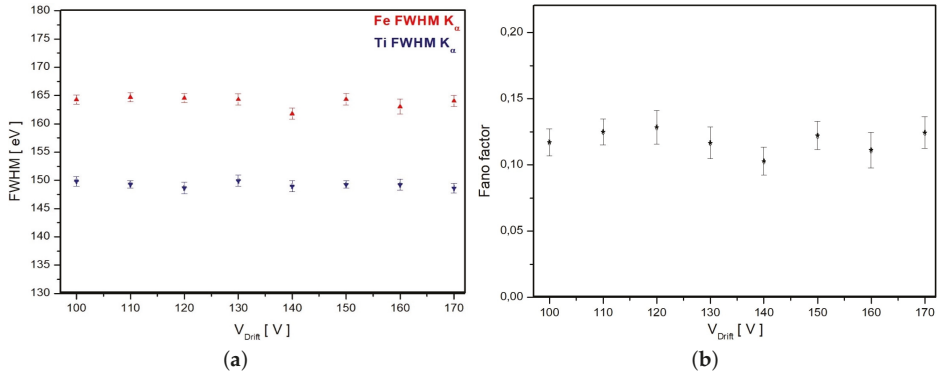 180
175
170
165
160
155
150
145
140
135
130
FWHM [ eV]
Fe FWHM Kα
Ti FWHM Kα
100 110 120 130 140 150 160 170
V Drift [ V ]
(a)
0,20
0,15
0,10
0,05
0,00
Fano factor
100 110 120 130 140 150 160 170
V Drift [ V ]
(b)